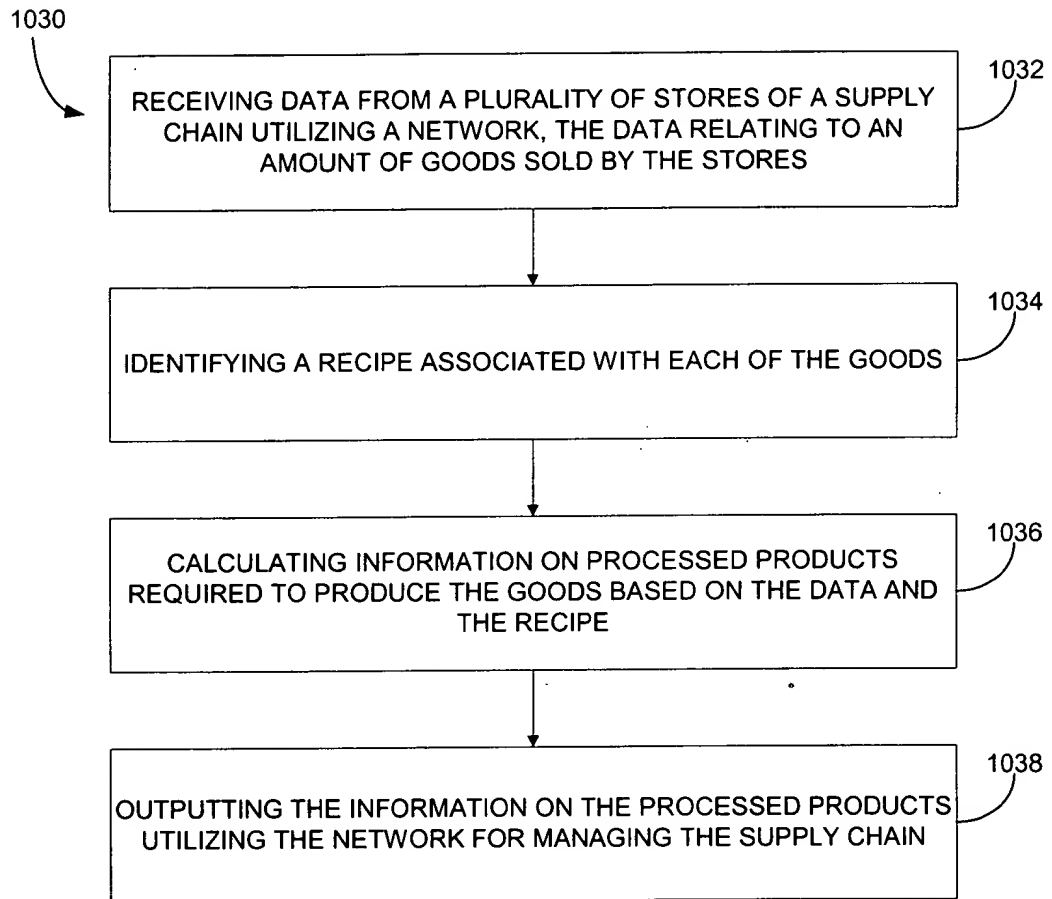 1030
1032
RECEIVING DATA FROM A PLURALITY OF STORES OF A SUPPLY
CHAIN UTILIZING A NETWORK, THE DATA RELATING TO AN
AMOUNT OF GOODS SOLD BY THE STORES
1034
IDENTIFYING A RECIPE ASSOCIATED WITH EACH OF THE GOODS
1036
CALCULATING INFORMATION ON PROCESSED PRODUCTS
REQUIRED TO PRODUCE THE GOODS BASED ON THE DATA AND
THE RECIPE
1038
OUTPUTTING THE INFORMATION ON THE PROCESSED PRODUCTS
UTILIZING THE NETWORK FOR MANAGING THE SUPPLY CHAIN